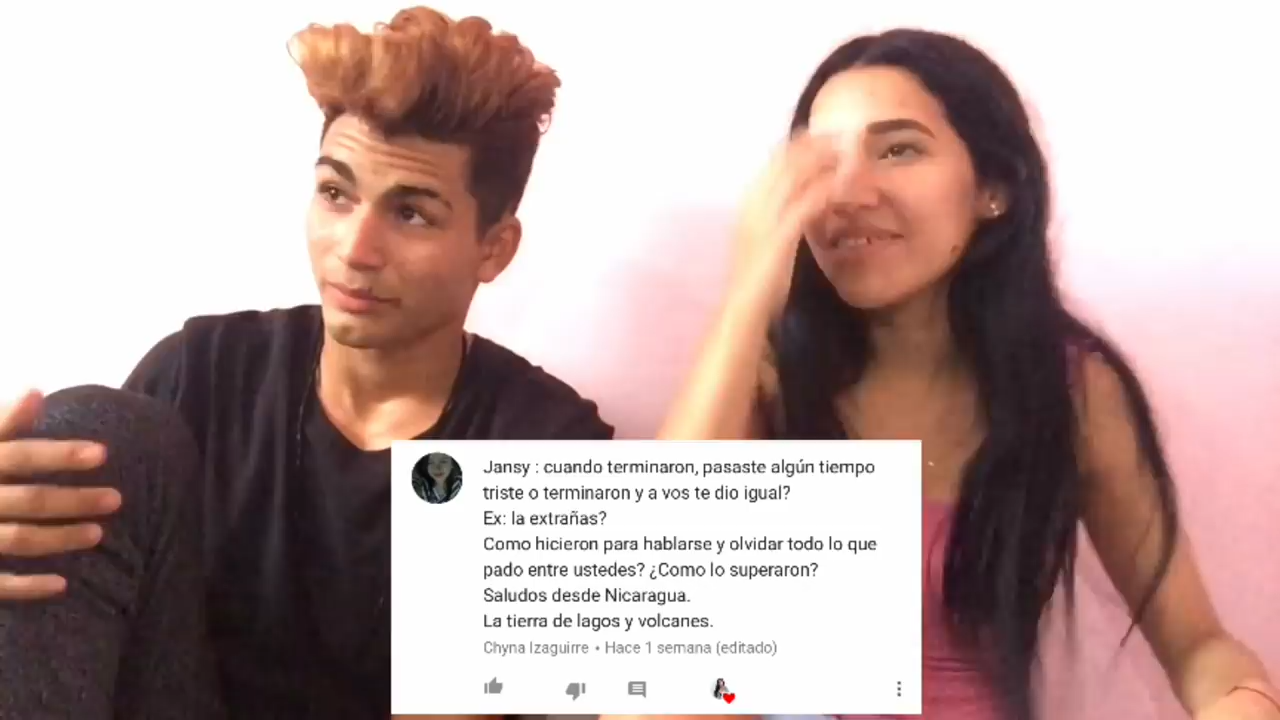 Jansy : cuando terminaron, pasaste algún tiempo
triste o terminaron y a vos te dio igual?
Ex: la extrañas?
Como hicieron para hablarse y olvidar todo lo que
pado entre ustedes? ¿Como lo superaron?
Saludos desde Nicaragua.
La tierra de lagos y volcanes.
Chyna Izaguirre • Hace 1 semana (editado)